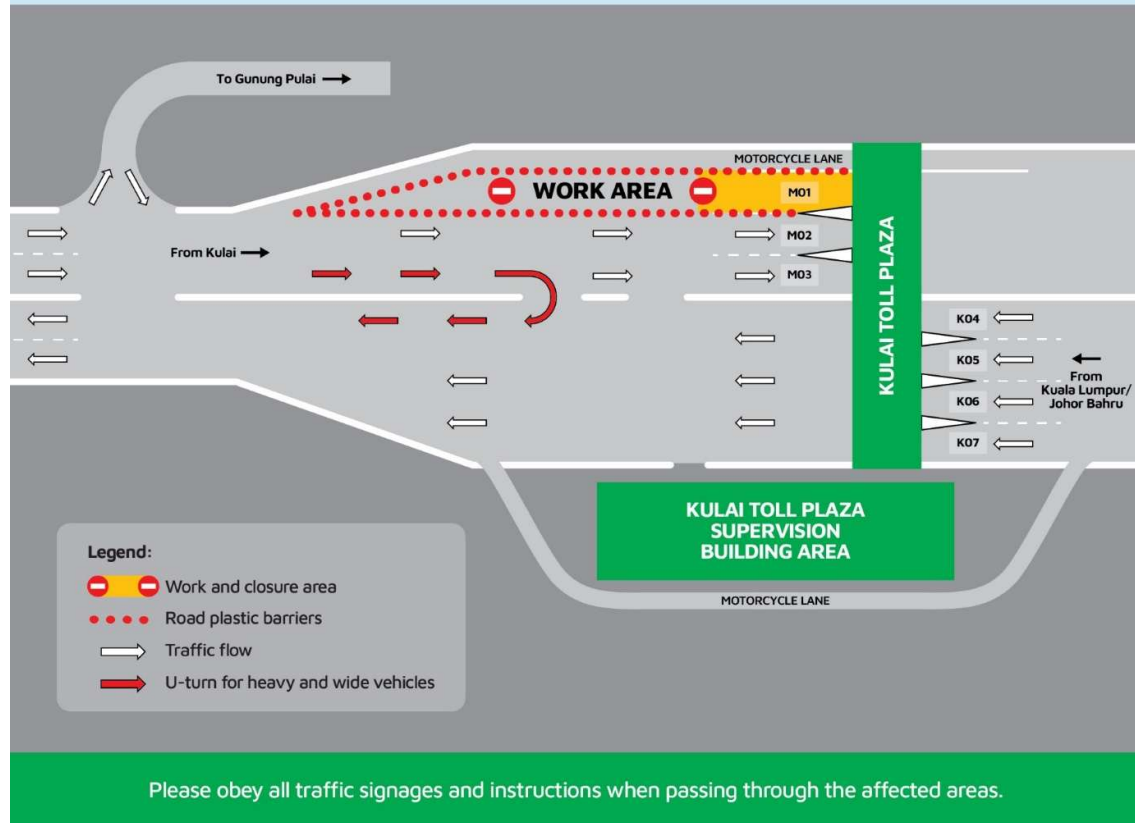 To Gunung Pulai
MOTORCYCLE LANE
WORK AREA
M01
From Kulai
M02
M03
KULAI TOLL PLAZA
K04
K05
K06
K07
From
Kuala Lumpur/
Johor Bahru
KULAI TOLL PLAZA
SUPERVISION
BUILDING AREA
MOTORCYCLE LANE
Legend:
Work and closure area
Road plastic barriers
Traffic flow
U-turn for heavy and wide vehicles
Please obey all traffic signages and instructions when passing through the affected areas.